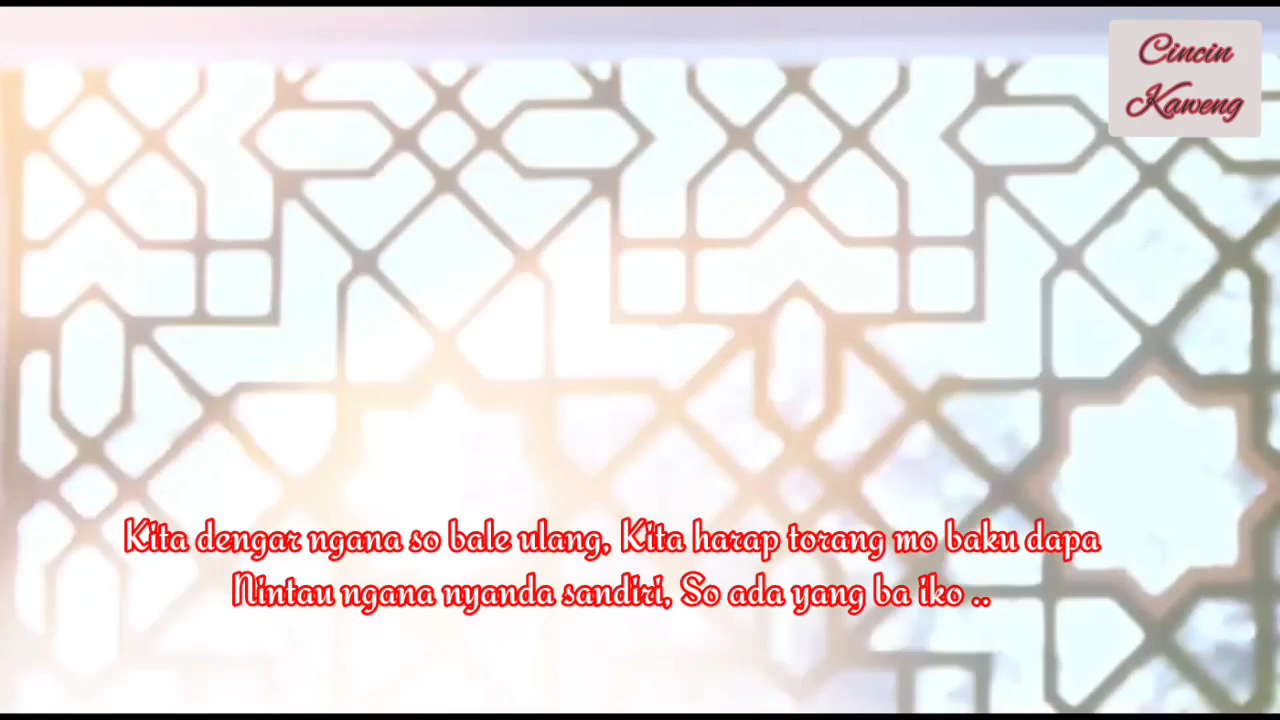 Cincin
Kaweng
Kita dengar ngana so bale ulang, Kita harap torang mo baku dapa
Nintau ngana nyanda sandiri, So ada yang ba iko ..